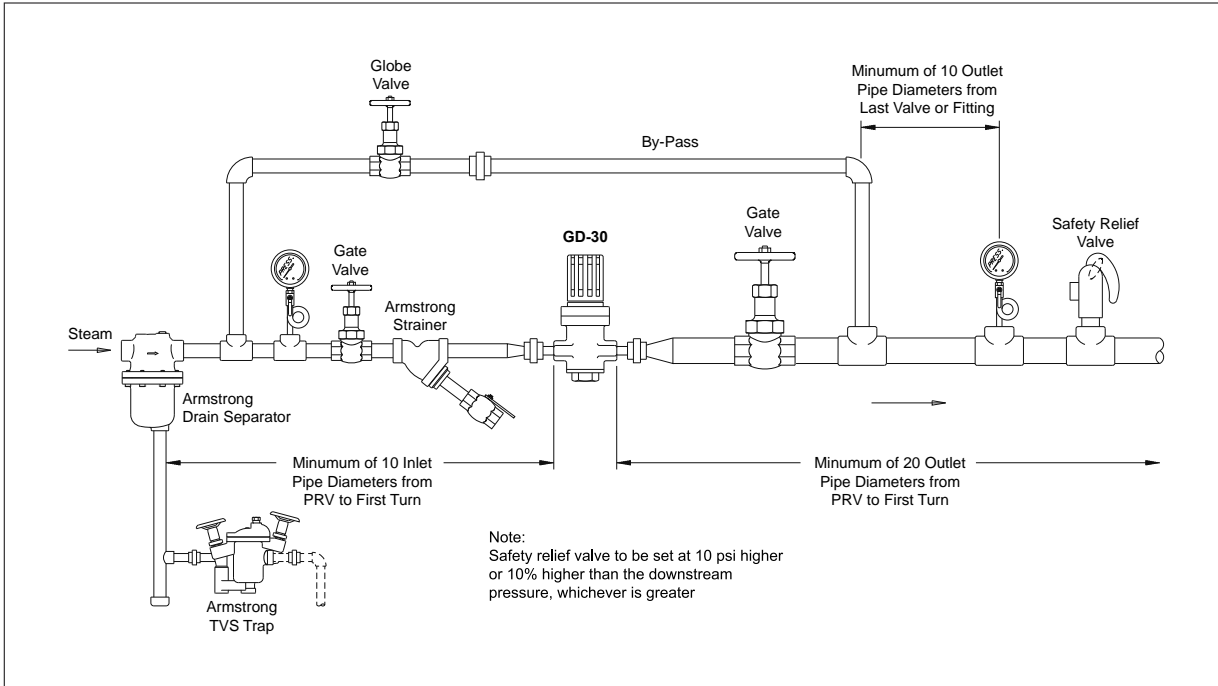 Globe
Valve
Minumum of 10 Outlet
Pipe Diameters from
Last Valve or Fitting
By-Pass
GD-30
Gate
Valve
Safety Relief
Valve
PRESS.
PRESS.
Gate
Valve
Armstrong
Strainer
Steam
Armstrong
Drain Separator
Minumum of 10 Inlet
Pipe Diameters from
PRV to First Turn
Minumum of 20 Outlet
Pipe Diameters from
PRV to First Turn
Note:
Safety relief valve to be set at 10 psi higher
or 10% higher than the downstream
pressure, whichever is greater
Armstrong
TVS Trap